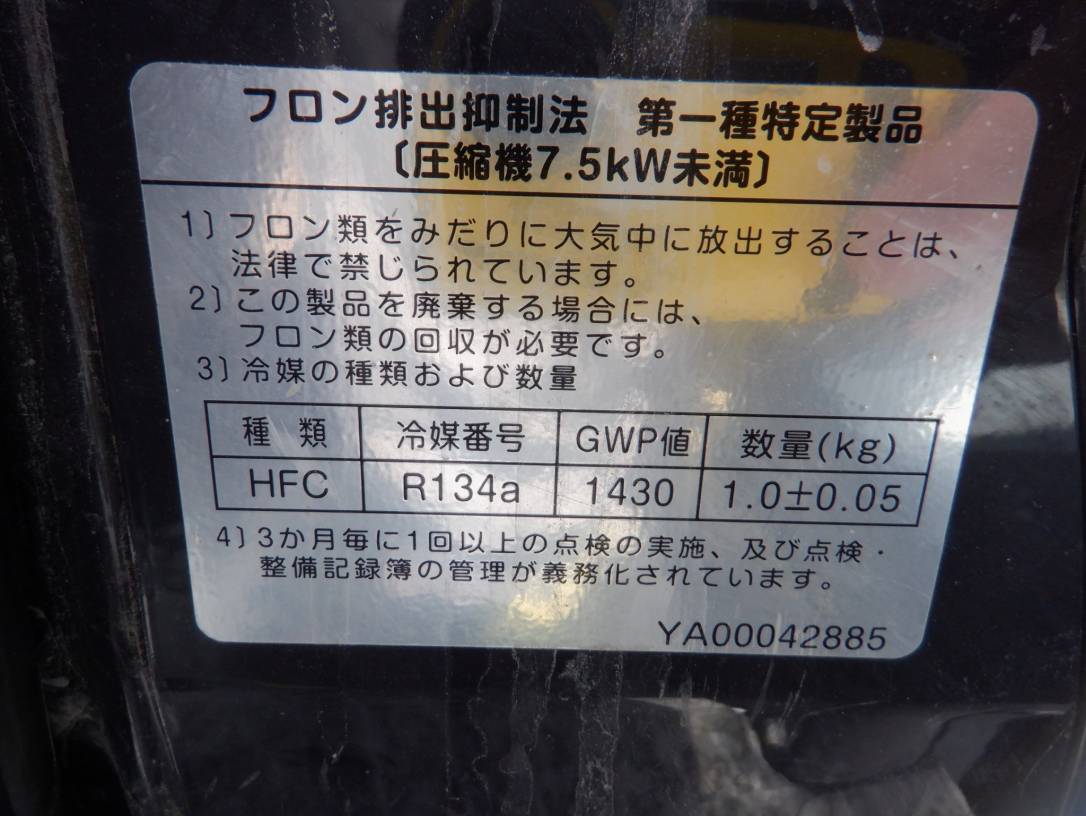 フロン排出抑制法　第一種特定製品
〔圧縮機7.5kW未満〕
1〕フロン類をみだりに大気中に放出することは、
法律で禁じられています。
2〕この製品を廃棄する場合には、
フロン類の回収が必要です。
3〕冷媒の種類および数量
種 類 冷媒番号 GWP値 数量(kg)
HFC R134a 1430 1.0±0.05
4〕3か月毎に1回以上の点検の実施、及び点検・
整備記録簿の管理が義務化されています。
YA00042885